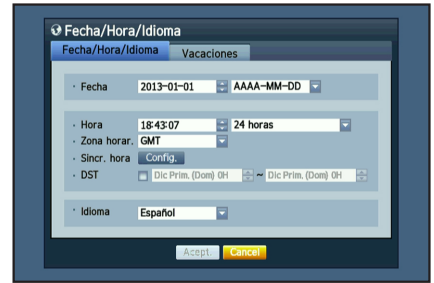 Fecha/Hora/Idioma
Fecha/Hora/Idioma Vacaciones
· Fecha 2013-01-01 AAAA-MM-DD
· Hora 18:43:07 24 horas
· Zona horar. GMT
· Sincr. hora Config.
· DST Dic Prim. (Dom) 0H ~ Dic Prim. (Dom) 0H
· Idioma Español
Acept. Cancel